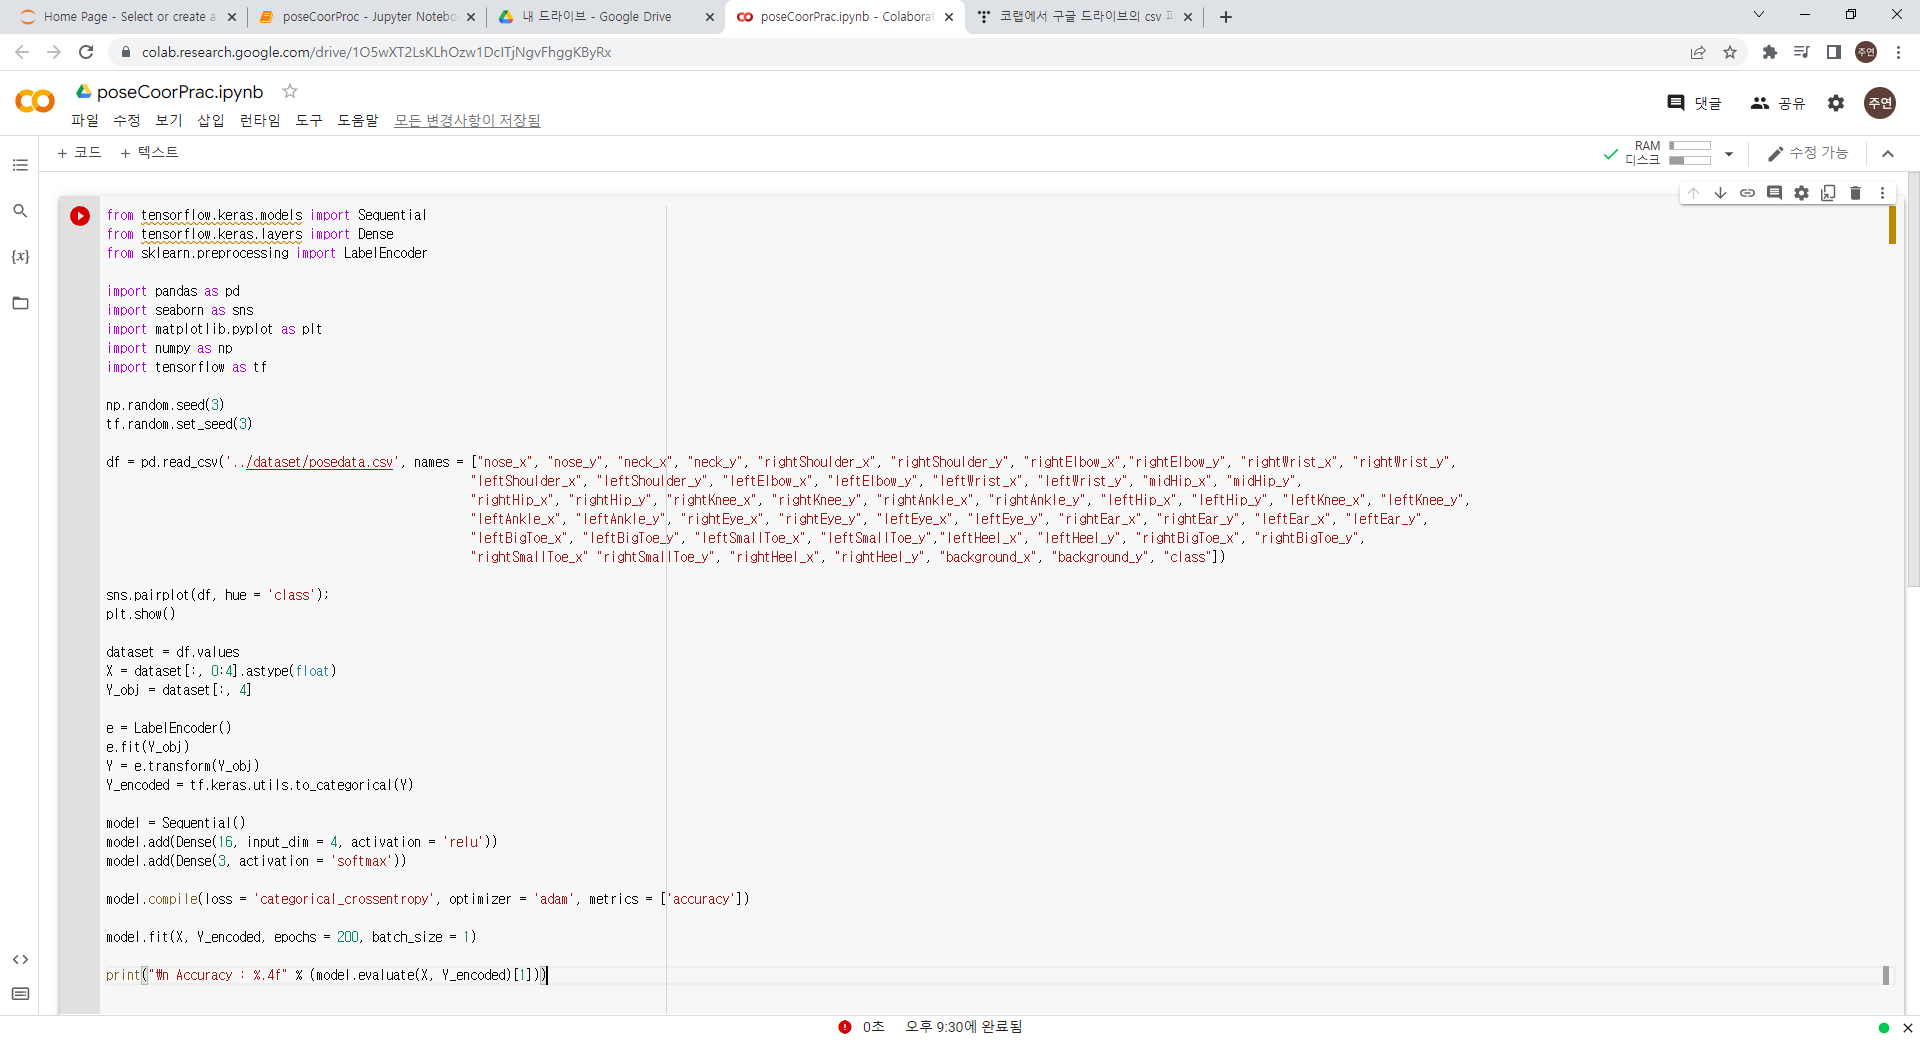 Home Page - Select or create a
poseCoorProc - Jupyter Notebo
내 드라이브 - Google Drive
poseCoorPrac.ipynb - Colaborat
코랩에서 구글 드라이브의 csv 파
colab.research.google.com/drive/1O5wXT2LsKLhOzw1DcITjNgvFhggKByRx
주연
poseCoorPrac.ipynb
댓글
공유
주연
파일 수정 보기 삽입 런타임 도구 도움말 모든 변경사항이 저장됨
+ 코드 + 텍스트
RAM
디스크
수정 가능
{x}
from tensorflow.keras.models import Sequential
from tensorflow.keras.layers import Dense
from sklearn.preprocessing import LabelEncoder
import pandas as pd
import seaborn as sns
import matplotlib.pyplot as plt
import numpy as np
import tensorflow as tf
np.random.seed(3)
tf.random.set_seed(3)
df = pd.read_csv('../dataset/posedata.csv', names = ["nose_x", "nose_y", "neck_x", "neck_y", "rightShoulder_x", "rightShoulder_y", "rightElbow_x","rightElbow_y", "rightWrist_x", "rightWrist_y",
"leftShoulder_x", "leftShoulder_y", "leftElbow_x", "leftElbow_y", "leftWrist_x", "leftWrist_y", "midHip_x", "midHip_y",
"rightHip_x", "rightHip_y", "rightKnee_x", "rightKnee_y", "rightAnkle_x", "rightAnkle_y", "leftHip_x", "leftHip_y", "leftKnee_x", "leftKnee_y",
"leftAnkle_x", "leftAnkle_y", "rightEye_x", "rightEye_y", "leftEye_x", "leftEye_y", "rightEar_x", "rightEar_y", "leftEar_x", "leftEar_y",
"leftBigToe_x", "leftBigToe_y", "leftSmallToe_x", "leftSmallToe_y","leftHeel_x", "leftHeel_y", "rightBigToe_x", "rightBigToe_y",
"rightSmallToe_x" "rightSmallToe_y", "rightHeel_x", "rightHeel_y", "background_x", "background_y", "class"])
sns.pairplot(df, hue = 'class');
plt.show()
dataset = df.values
X = dataset[:, 0:4].astype(float)
Y_obj = dataset[:, 4]
e = LabelEncoder()
e.fit(Y_obj)
Y = e.transform(Y_obj)
Y_encoded = tf.keras.utils.to_categorical(Y)
model = Sequential()
model.add(Dense(16, input_dim = 4, activation = 'relu'))
model.add(Dense(3, activation = 'softmax'))
model.compile(loss = 'categorical_crossentropy', optimizer = 'adam', metrics = ['accuracy'])
model.fit(X, Y_encoded, epochs = 200, batch_size = 1)
print("₩n Accuracy : %.4f" % (model.evaluate(X, Y_encoded)[1]))
0초 오후 9:30에 완료됨